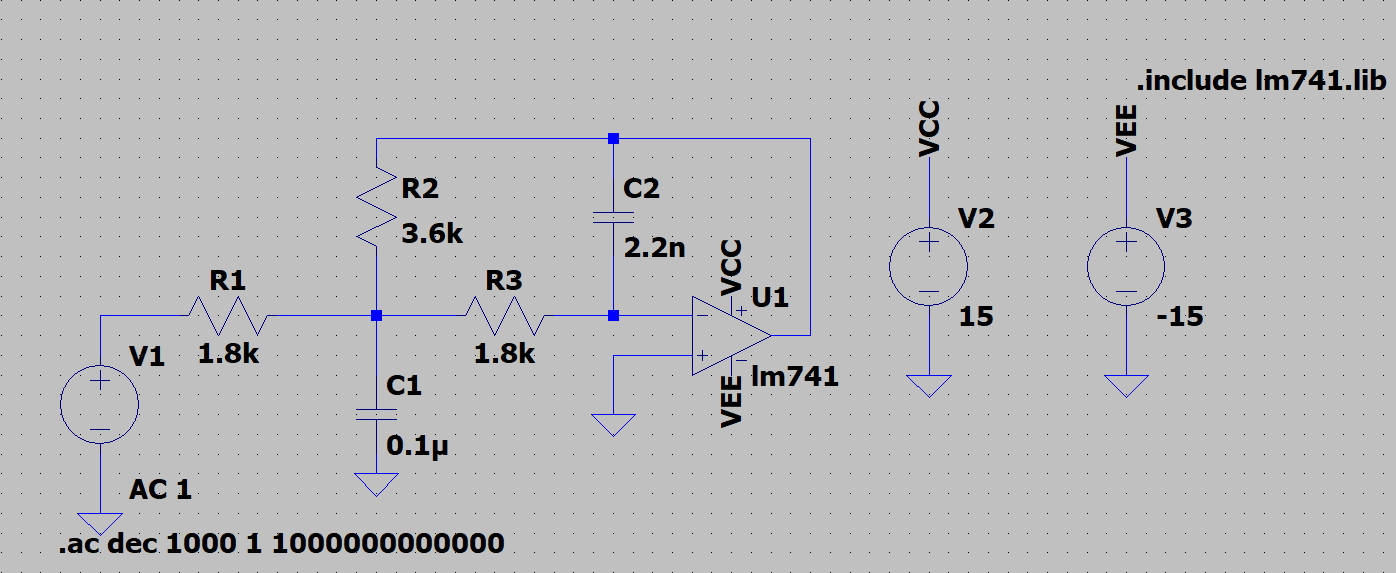 .include lm741.lib
VCC
VEE
R2
3.6k
C2
2.2n
V2
15
V3
-15
R1
1.8k
R3
1.8k
VCC
U1
VEE
lm741
V1
AC 1
C1
0.1µ
.ac dec 1000 1 1000000000000